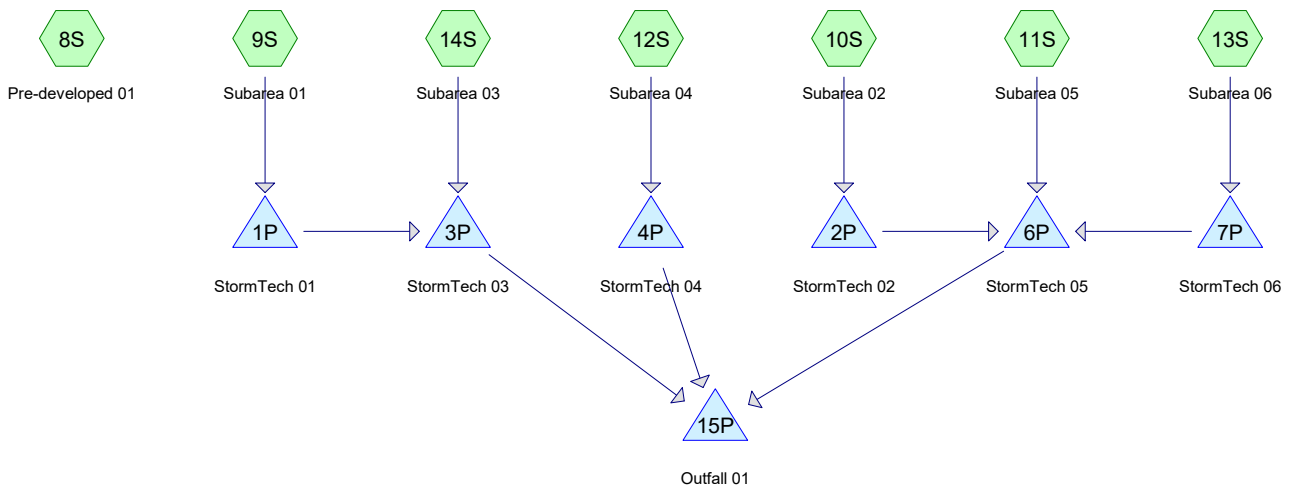 8S
9S
14S
12S
10S
11S
13S
Pre-developed 01
Subarea 01
Subarea 03
Subarea 04
Subarea 02
Subarea 05
Subarea 06
1P
3P
4P
2P
6P
7P
StormTech 01
StormTech 03
StormTech 04
StormTech 02
StormTech 05
StormTech 06
15P
Outfall 01